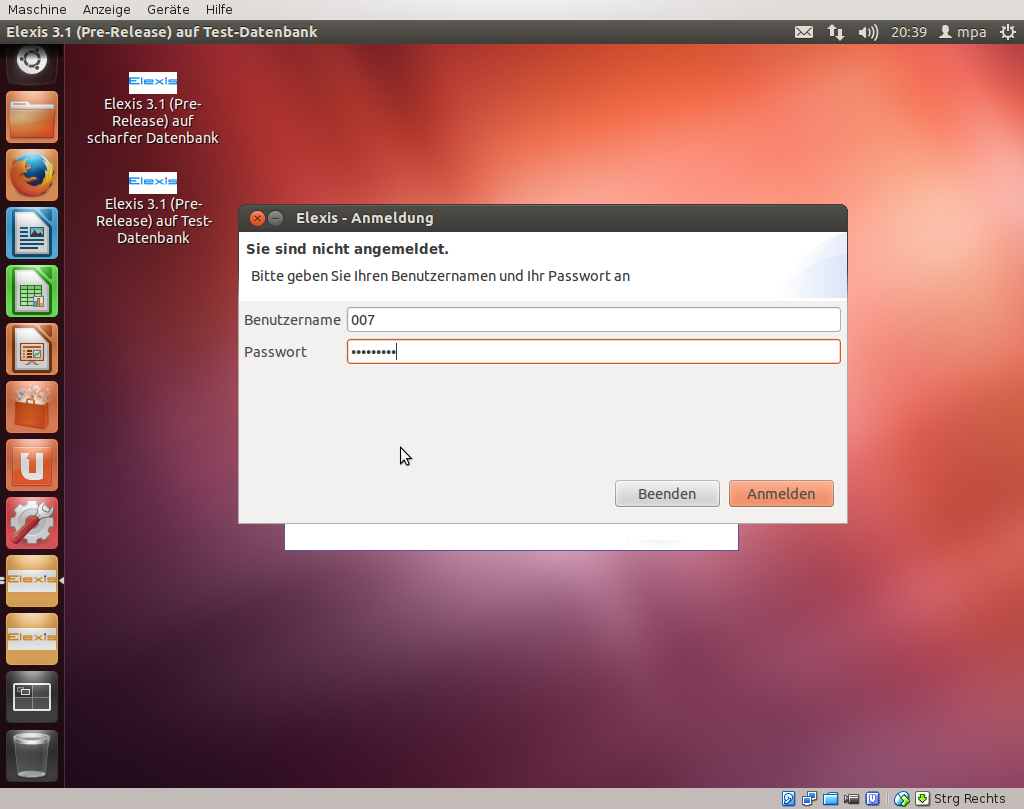 Maschine Anzeige Geräte Hilfe
Elexis 3.1 (Pre-Release) auf Test-Datenbank 20:39 mpa
Elexis
Elexis 3.1 (Pre-
Release) auf
scharfer Datenbank
Elexis
Elexis 3.1 (Pre-
Release) auf Test-
Datenbank
Elexis - Anmeldung
Sie sind nicht angemeldet.
Bitte geben Sie Ihren Benutzernamen und Ihr Passwort an
Benutzername 007
Passwort •••••••••
Beenden Anmelden
Elexis
Elexis
Strg Rechts